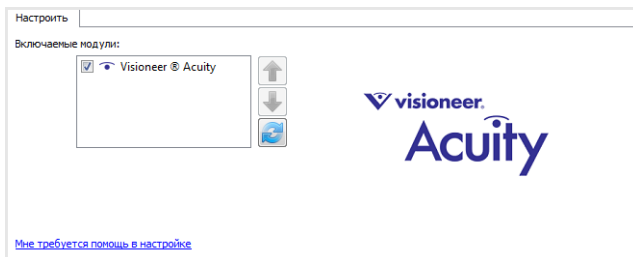 Настроить
Включаемые модули:
Visioneer ® Acuity
visioneer.
Acuity
Мне требуется помощь в настройке